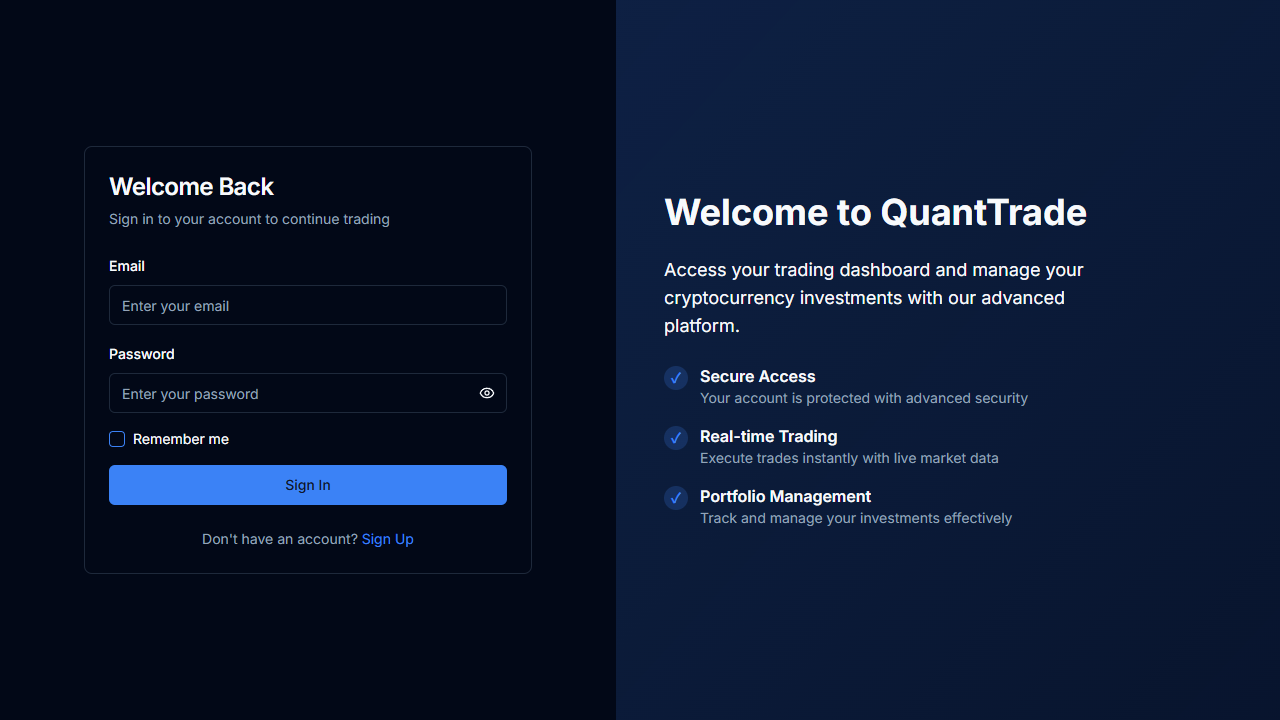 Welcome Back
Sign in to your account to continue trading
Email
Enter your email
Password
Enter your password
Remember me
Sign In
Don't have an account? Sign Up
Welcome to QuantTrade
Access your trading dashboard and manage your
cryptocurrency investments with our advanced
platform.
✓ Secure Access
Your account is protected with advanced security
✓ Real-time Trading
Execute trades instantly with live market data
✓ Portfolio Management
Track and manage your investments effectively